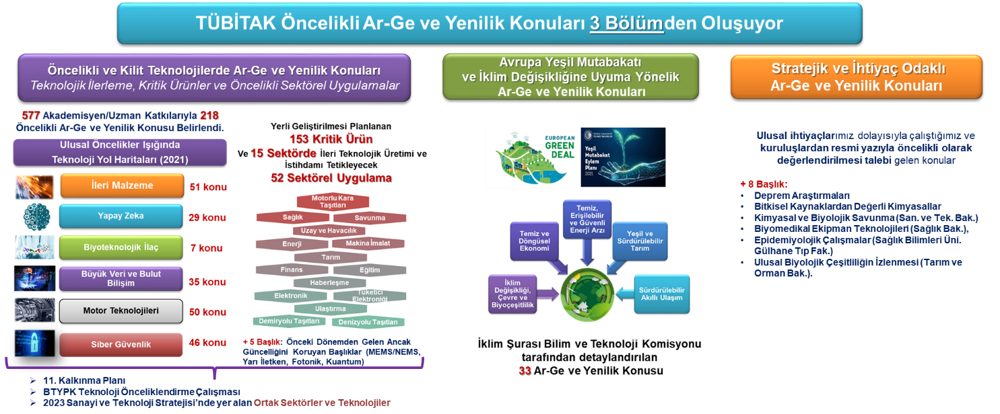 TÜBİTAK Öncelikli Ar-Ge ve Yenilik Konuları 3 Bölümden Oluşuyor
Öncelikli ve Kilit Teknolojilerde Ar-Ge ve Yenilik Konuları
Teknolojik İlerleme, Kritik Ürünler ve Öncelikli Sektörel Uygulamalar
577 Akademisyen/Uzman Katkılarıyla 218
Öncelikli Ar-Ge ve Yenilik Konusu Belirlendi.
Ulusal Öncelikler Işığında
Teknoloji Yol Haritaları (2021)
İleri Malzeme
51 konu
Yapay Zeka
29 konu
Biyoteknolojik İlaç
7 konu
Büyük Veri ve Bulut
Bilişim
35 konu
Motor Teknolojileri
50 konu
Siber Güvenlik
46 konu
Yerli Geliştirilmesi Planlanan
153 Kritik Ürün
Ve 15 Sektörde İleri Teknolojik Üretimi ve
İstihdamı Tetikleyecek
52 Sektörel Uygulama
Motorlu Kara
Taşıtları
Sağlık
Savunma
Uzay ve Havacılık
Enerji
Makina İmalat
Tarım
Finans
Eğitim
Haberleşme
Elektronik
Tüketici
Elektroniği
Ulaştırma
Demiryolu Taşıtları
Denizyolu Taşıtları
+ 5 Başlık: Önceki Dönemden Gelen Ancak
Güncelliğini Koruyan Başlıklar (MEMS/NEMS,
Yarı İletken, Fotonik, Kuantum)
11. Kalkınma Planı
BTYPK Teknoloji Önceliklendirme Çalışması
2023 Sanayi ve Teknoloji Stratejisi’nde yer alan Ortak Sektörler ve Teknolojiler
Avrupa Yeşil Mutabakatı
ve İklim Değişikliğine Uyuma Yönelik
Ar-Ge ve Yenilik Konuları
EUROPEAN
GREEN
DEAL
Yeşil
Mutabakat
Eylem
Planı
2021
Temiz,
Erişilebilir
ve Güvenli
Enerji Arzı
Temiz ve
Döngüsel
Ekonomi
Yeşil ve
Sürdürülebilir
Tarım
İklim
Değişikliği,
Çevre ve
Biyoçeşitlilik
Sürdürülebilir
Akıllı Ulaşım
İklim Şurası Bilim ve Teknoloji Komisyonu
tarafından detaylandırılan
33 Ar-Ge ve Yenilik Konusu
Stratejik ve İhtiyaç Odaklı
Ar-Ge ve Yenilik Konuları
Ulusal ihtiyaçlarımız dolayısıyla çalıştığımız ve
kuruluşlardan resmi yazıyla öncelikli olarak
değerlendirilmesi talebi gelen konular
+ 8 Başlık:
• Deprem Araştırmaları
• Bitkisel Kaynaklardan Değerli Kimyasallar
• Kimyasal ve Biyolojik Savunma (San. ve Tek. Bak.)
• Biyomedikal Ekipman Teknolojileri (Sağlık Bak.),
• Epidemiyolojik Çalışmalar (Sağlık Bilimleri Üni.
Gülhane Tıp Fak.)
• Ulusal Biyolojik Çeşitliliğin İzlenmesi (Tarım ve
Orman Bak.).